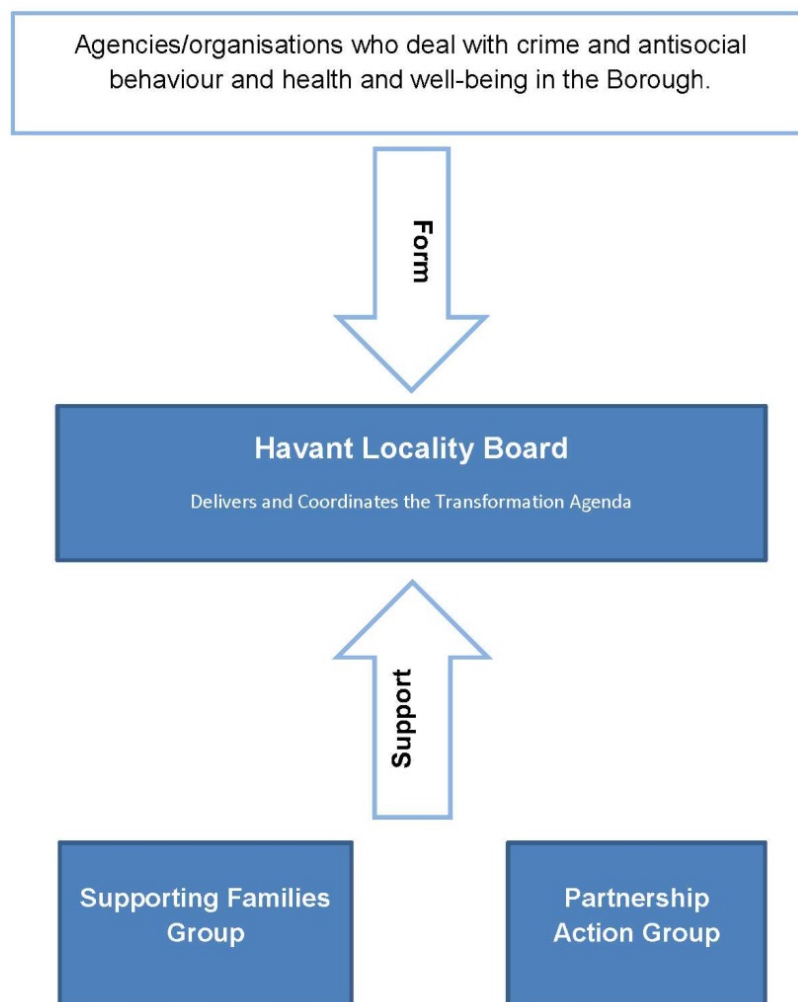 Agencies/organisations who deal with crime and antisocial
behaviour and health and well-being in the Borough.
Form
Havant Locality Board
Delivers and Coordinates the Transformation Agenda
Support
Supporting Families
Group
Partnership
Action Group